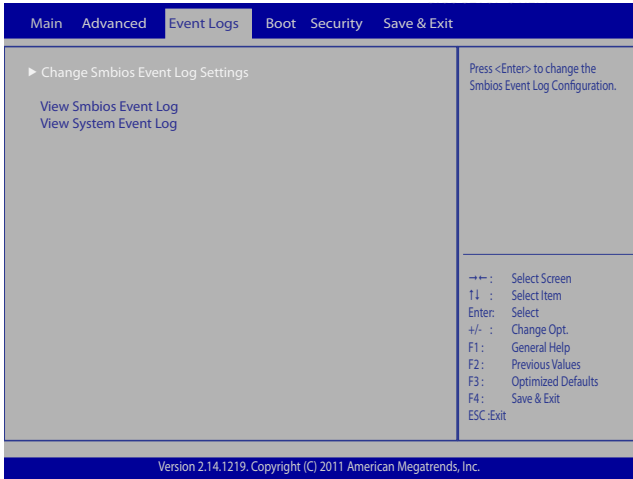 Main Advanced Event Logs Boot Security Save & Exit
► Change Smbios Event Log Settings
View Smbios Event Log
View System Event Log
Press <Enter> to change the
Smbios Event Log Configuration.
→← : Select Screen
↑↓ : Select Item
Enter: Select
+/- : Change Opt.
F1 : General Help
F2 : Previous Values
F3 : Optimized Defaults
F4 : Save & Exit
ESC :Exit
Version 2.14.1219. Copyright (C) 2011 American Megatrends, Inc.